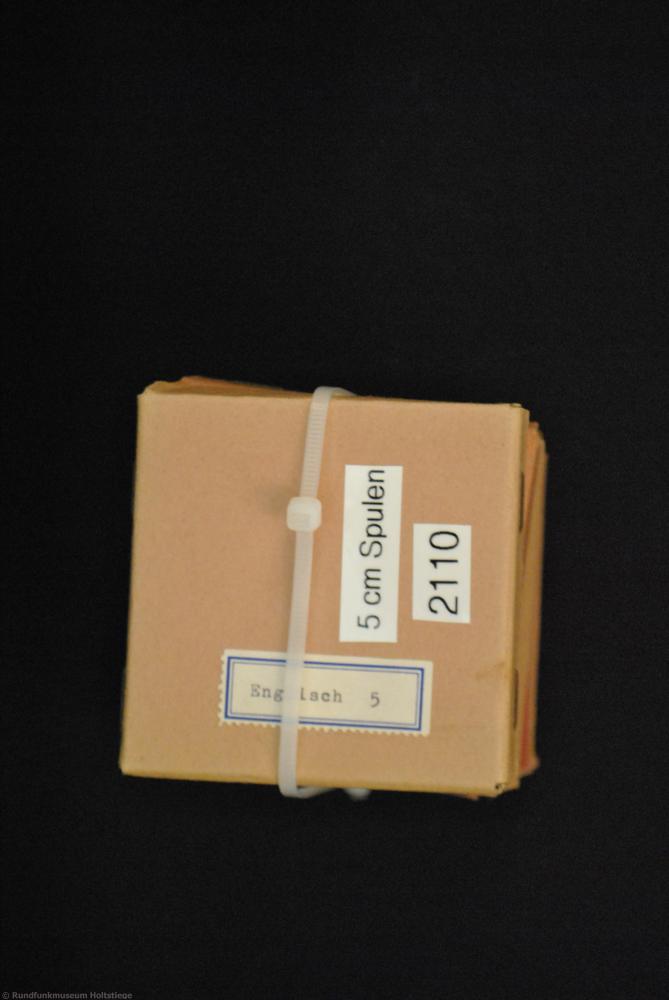 5 cm Spulen
2110
Englisch 5
© Rundfunkmuseum Holtstiege